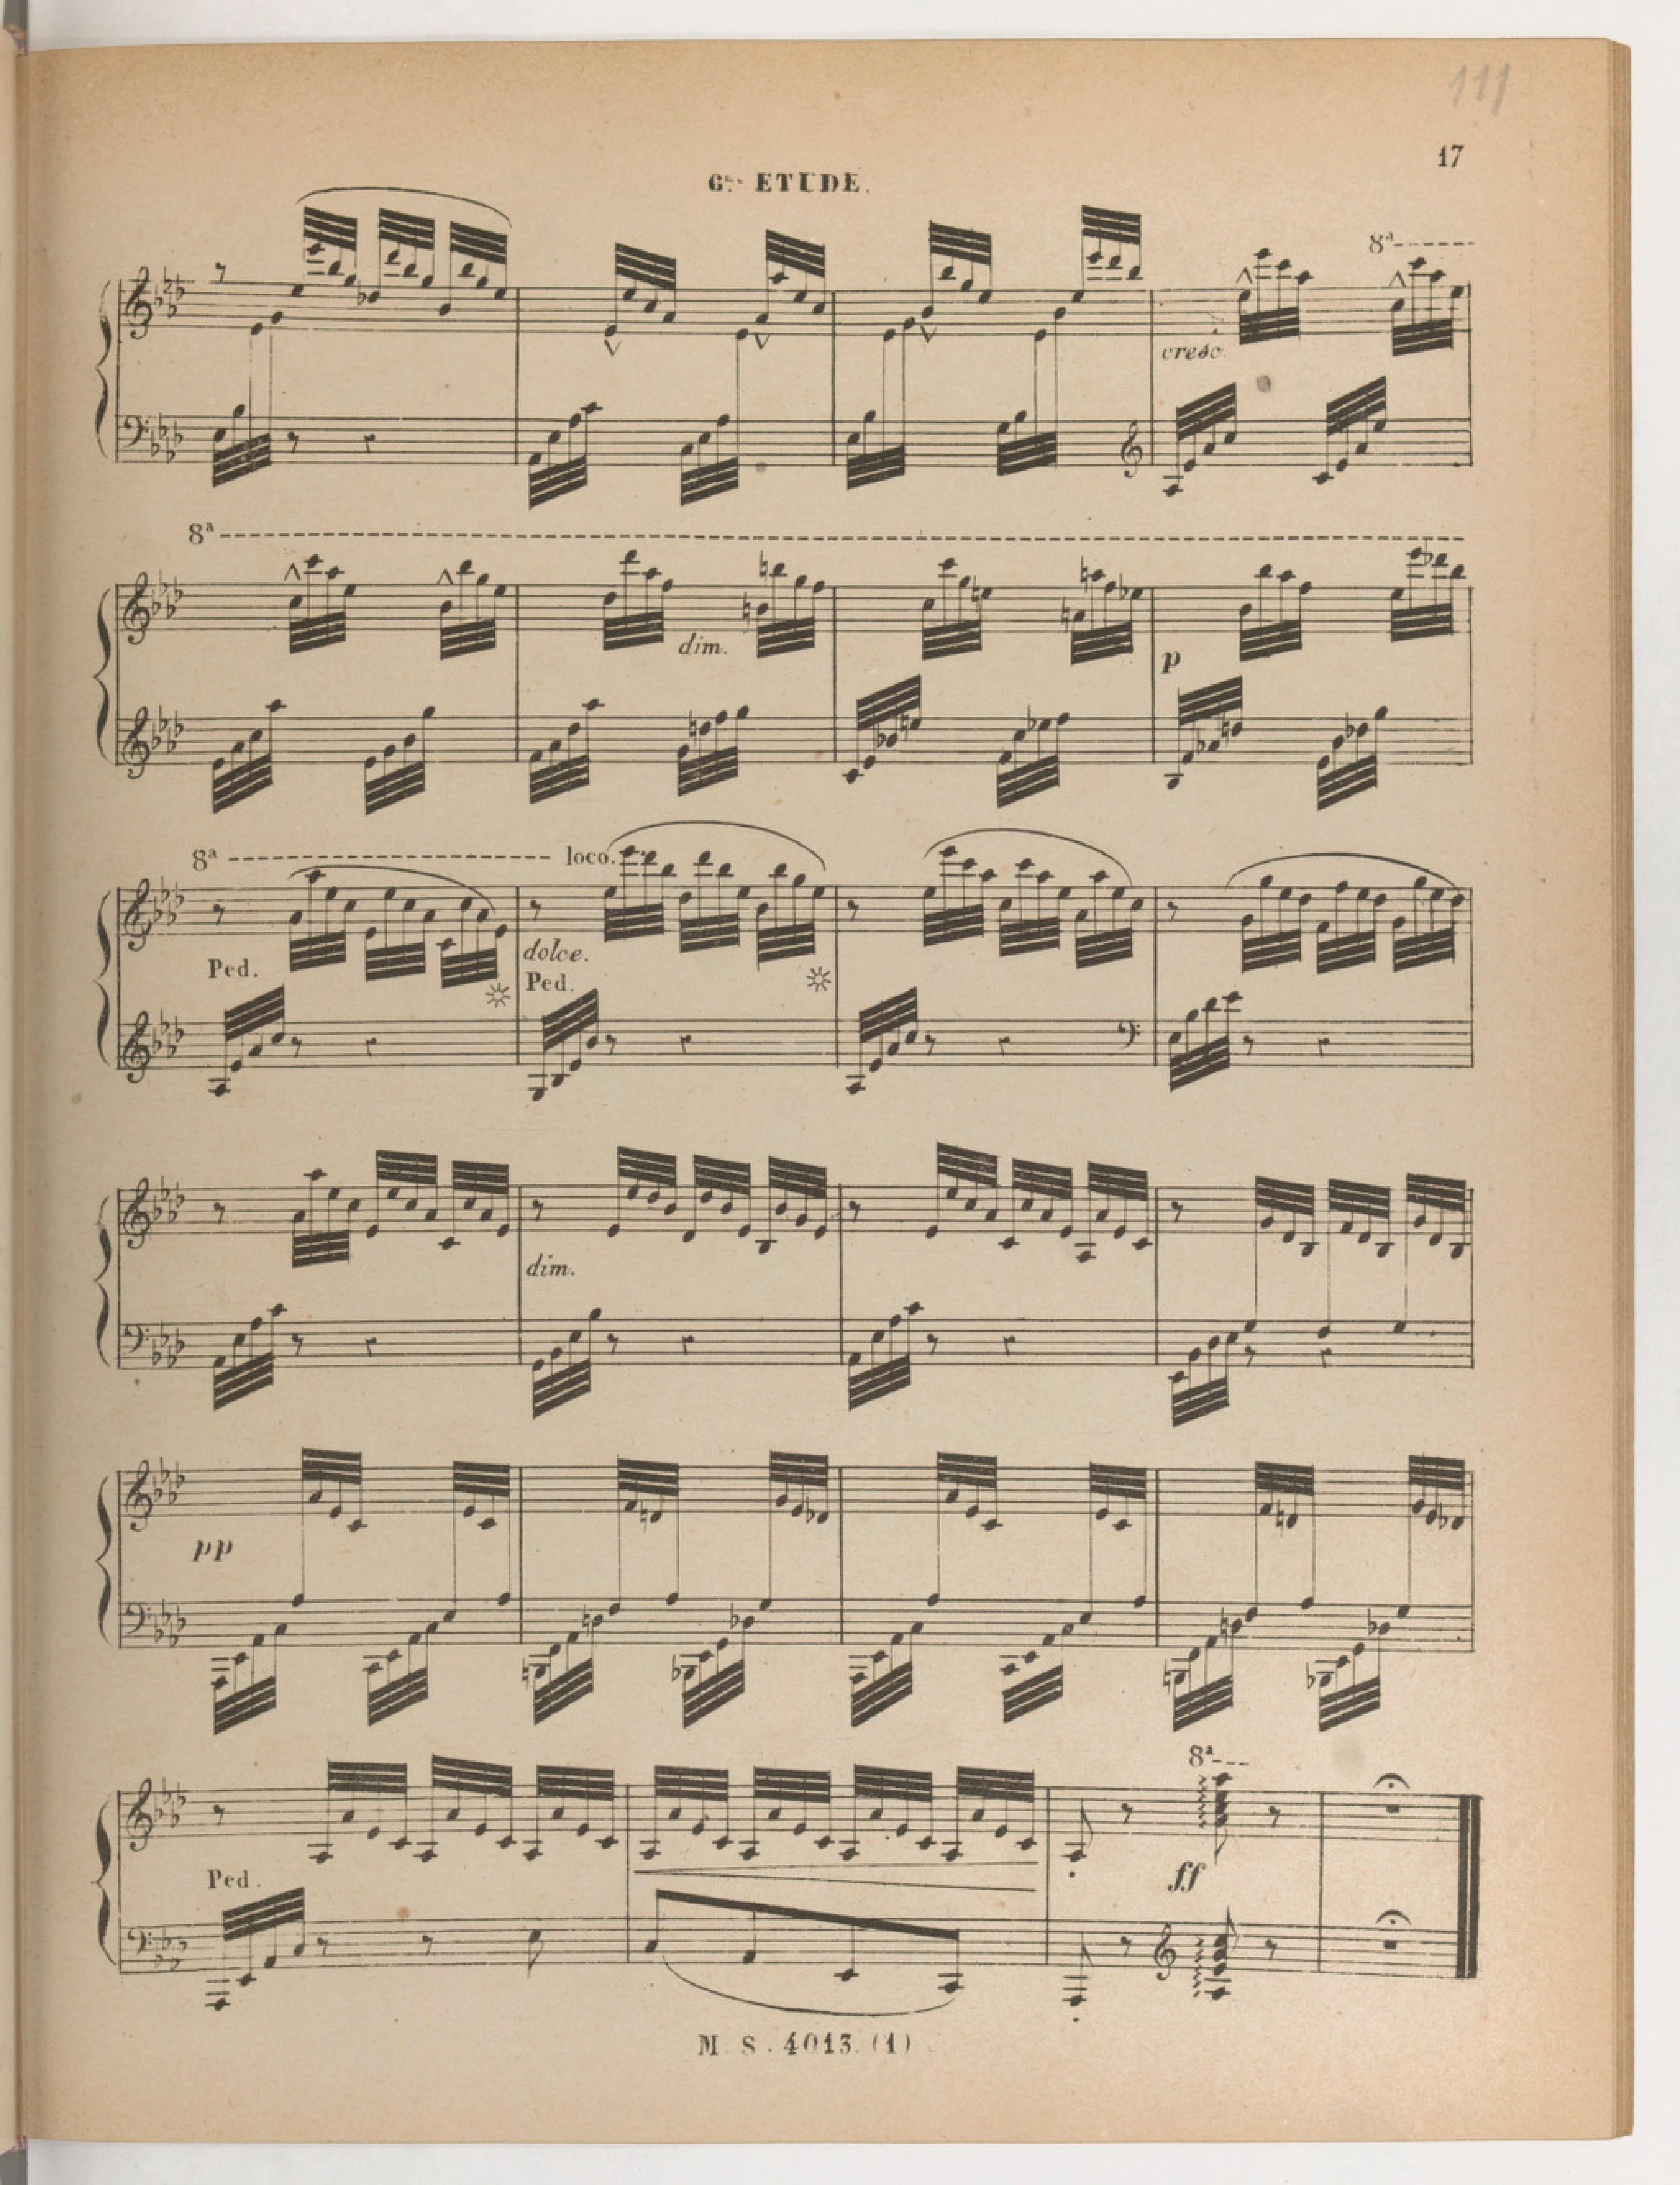 111
17
6ᵐᵉ ETUDE.
8ª
cresc.
8ª
dim.
p
8ª loco.
Ped. dolce.
Ped.
dim.
pp
8ª
Ped. ff
M. S. 4013. (1)